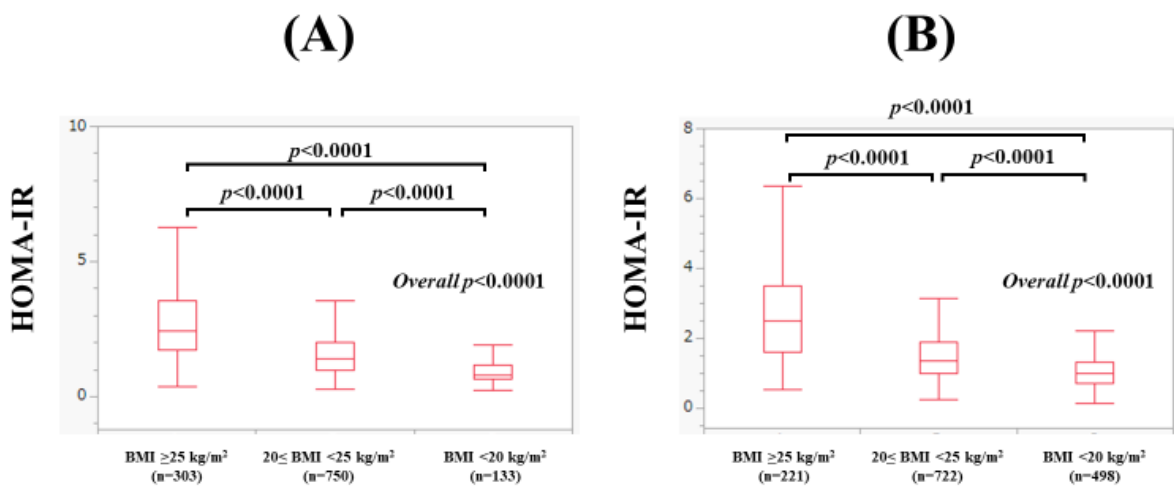 (A)
HOMA-IR
10
5
0
p<0.0001
p<0.0001
p<0.0001
Overall p<0.0001
BMI ≥25 kg/m²
(n=303)
20≤ BMI <25 kg/m²
(n=750)
BMI <20 kg/m²
(n=133)
(B)
HOMA-IR
8
6
4
2
0
p<0.0001
p<0.0001
p<0.0001
Overall p<0.0001
BMI ≥25 kg/m²
(n=221)
20≤ BMI <25 kg/m²
(n=722)
BMI <20 kg/m²
(n=498)